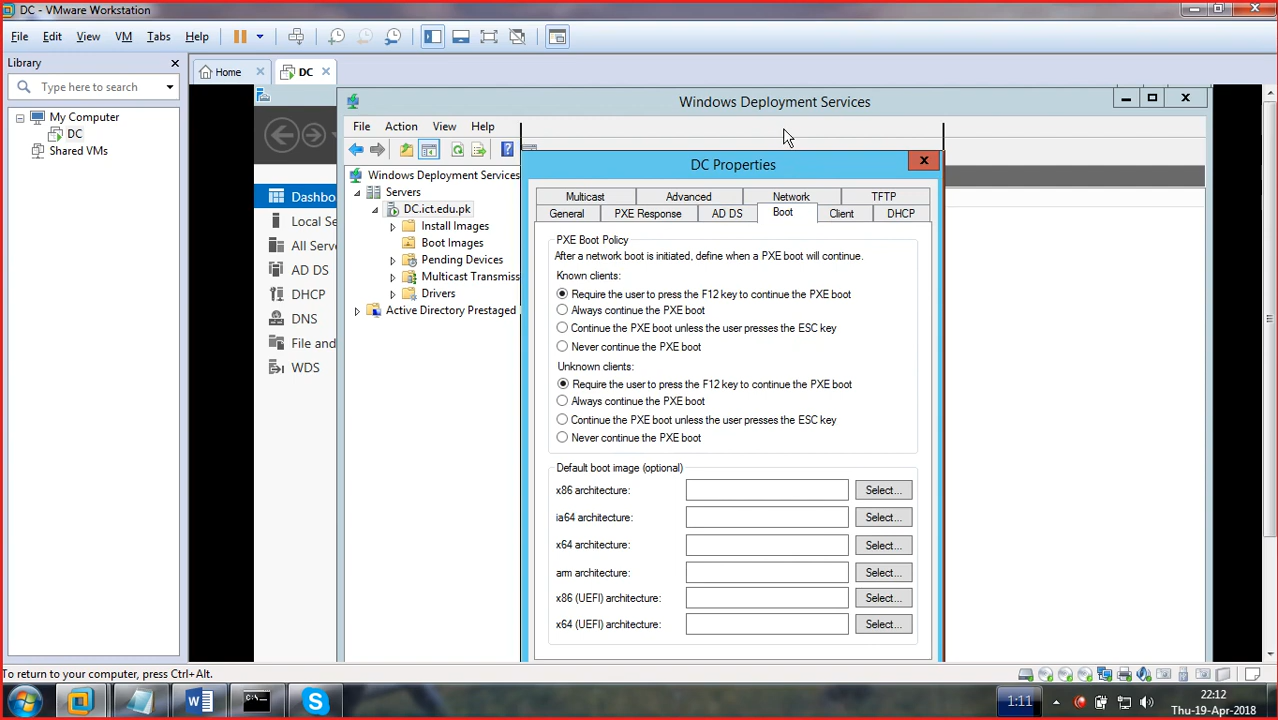 DC - VMware Workstation
File Edit View VM Tabs Help
Library
Type here to search
My Computer
DC
Shared VMs
Home
DC
Windows Deployment Services
File Action View Help
Windows Deployment Services
Servers
DC.ict.edu.pk
Install Images
Boot Images
Pending Devices
Multicast Transmiss
Drivers
Active Directory Prestaged
Dashbo
Local Se
All Serve
AD DS
DHCP
DNS
File and
WDS
DC Properties
Multicast Advanced Network TFTP
General PXE Response AD DS Boot Client DHCP
PXE Boot Policy
After a network boot is initiated, define when a PXE boot will continue.
Known clients:
Require the user to press the F12 key to continue the PXE boot
Always continue the PXE boot
Continue the PXE boot unless the user presses the ESC key
Never continue the PXE boot
Unknown clients:
Require the user to press the F12 key to continue the PXE boot
Always continue the PXE boot
Continue the PXE boot unless the user presses the ESC key
Never continue the PXE boot
Default boot image (optional)
x86 architecture: Select...
ia64 architecture: Select...
x64 architecture: Select...
arm architecture: Select...
x86 (UEFI) architecture: Select...
x64 (UEFI) architecture: Select...
To return to your computer, press Ctrl+Alt.
1:11
22:12
Thu-19-Apr-2018